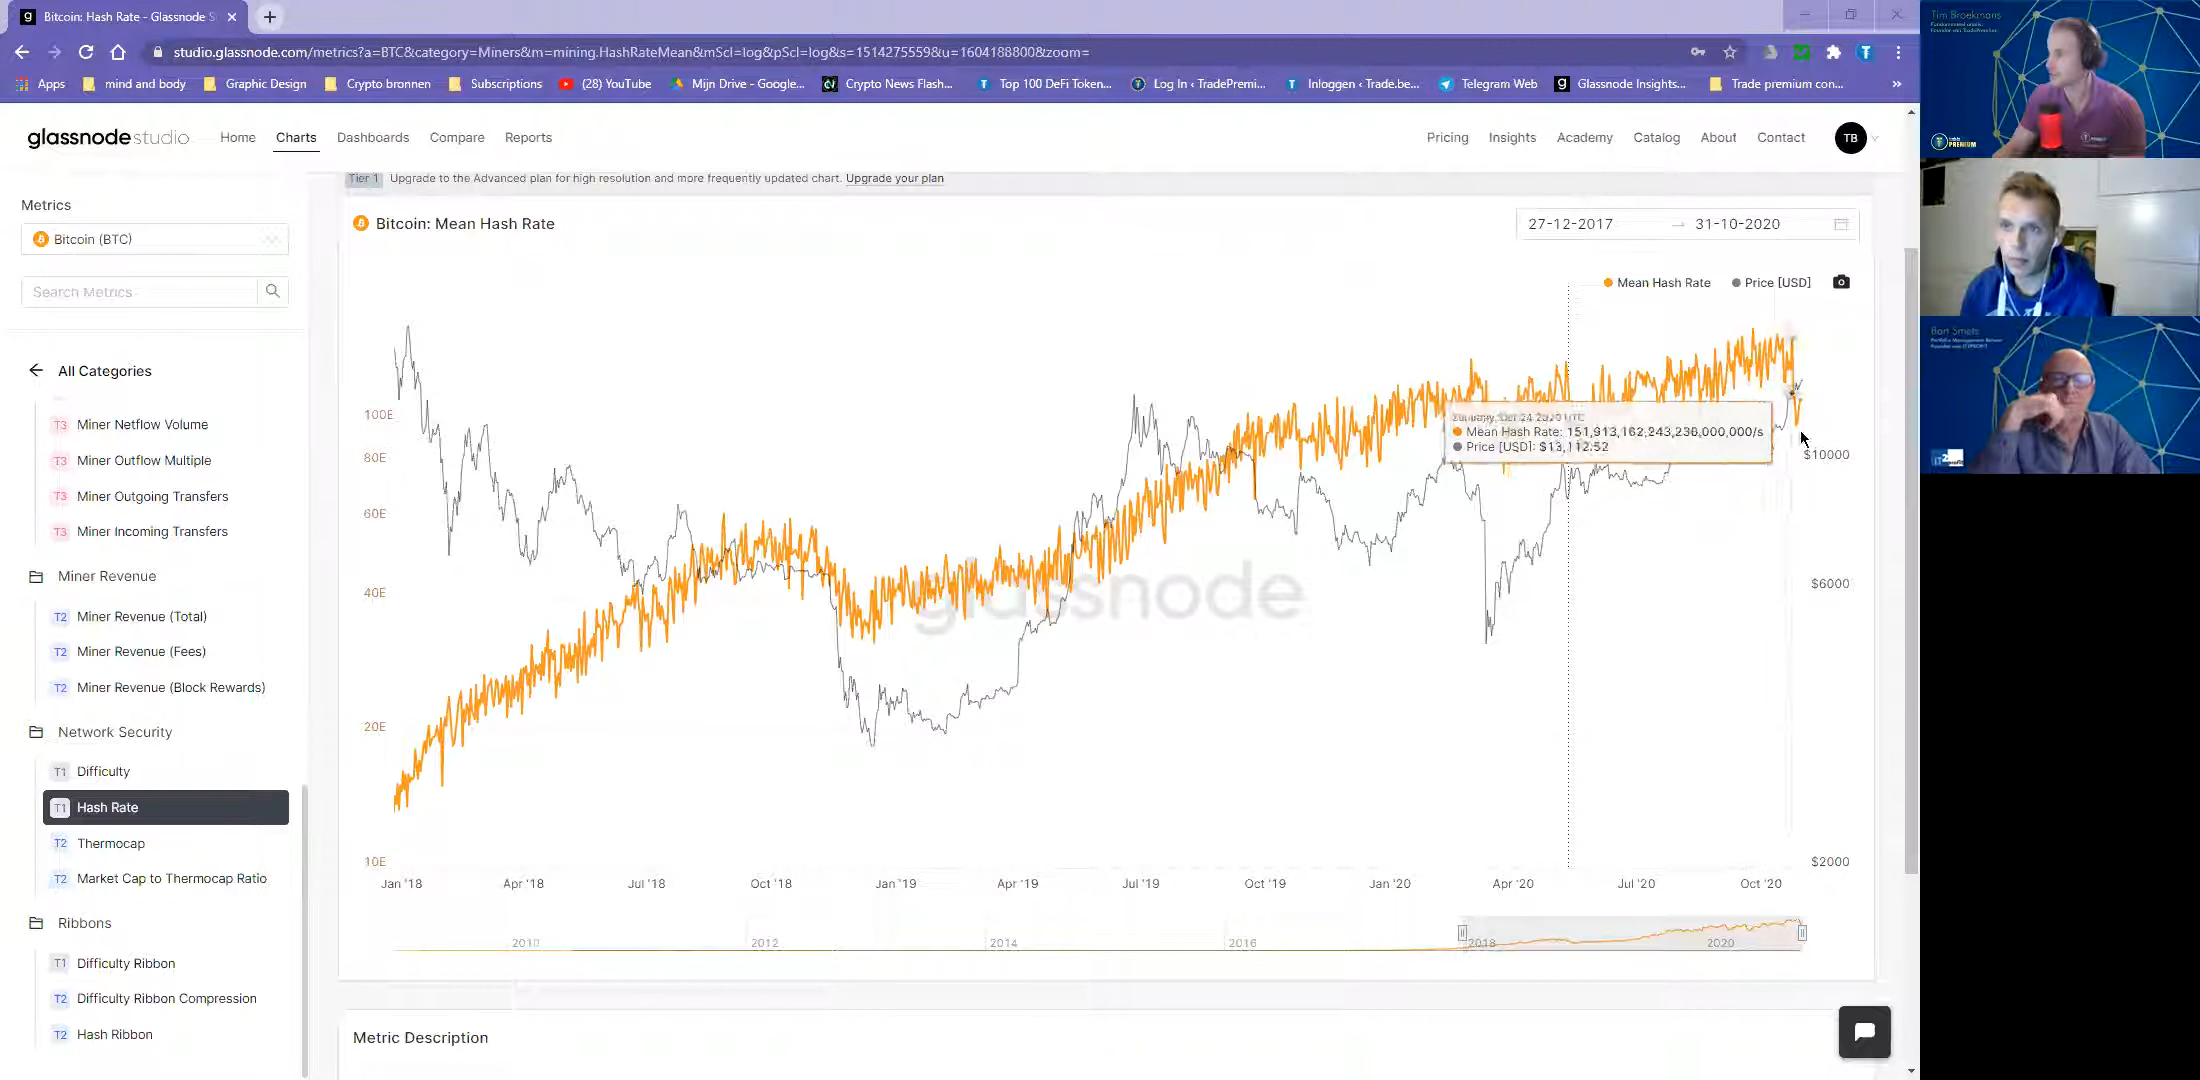 Bitcoin: Hash Rate - Glassnode S
studio.glassnode.com/metrics?a=BTC&category=Miners&m=mining.HashRateMean&mScl=log&pScl=log&s=1514275559&u=1604188800&zoom=
Apps mind and body Graphic Design Crypto bronnen Subscriptions (28) YouTube Mijn Drive - Google... Crypto News Flash... Top 100 DeFi Token... Log In ‹ TradePremi... Inloggen ‹ Trade.be... Telegram Web Glassnode Insights... Trade premium con... »
glassnodestudio Home Charts Dashboards Compare Reports Pricing Insights Academy Catalog About Contact TB
Metrics
Bitcoin (BTC)
Search Metrics
All Categories
T3 Miner Netflow Volume
T3 Miner Outflow Multiple
T3 Miner Outgoing Transfers
T3 Miner Incoming Transfers
Miner Revenue
T2 Miner Revenue (Total)
T2 Miner Revenue (Fees)
T2 Miner Revenue (Block Rewards)
Network Security
T1 Difficulty
T1 Hash Rate
T2 Thermocap
T2 Market Cap to Thermocap Ratio
Ribbons
T1 Difficulty Ribbon
T2 Difficulty Ribbon Compression
T2 Hash Ribbon
Tier 1 Upgrade to the Advanced plan for high resolution and more frequently updated chart. Upgrade your plan
Bitcoin: Mean Hash Rate
27-12-2017 → 31-10-2020
Mean Hash Rate Price [USD]
100E
80E
60E
40E
20E
10E
Mean Hash Rate: 151,913,162,243,236,000,000/s
Price [USD]: $13,112.52
$10000
$6000
$2000
glassnode
Jan '18 Apr '18 Jul '18 Oct '18 Jan '19 Apr '19 Jul '19 Oct '19 Jan '20 Apr '20 Jul '20 Oct '20
2010 2012 2014 2016 2018 2020
Metric Description
Tim Broekmans
PREMIUM
Bart Smets